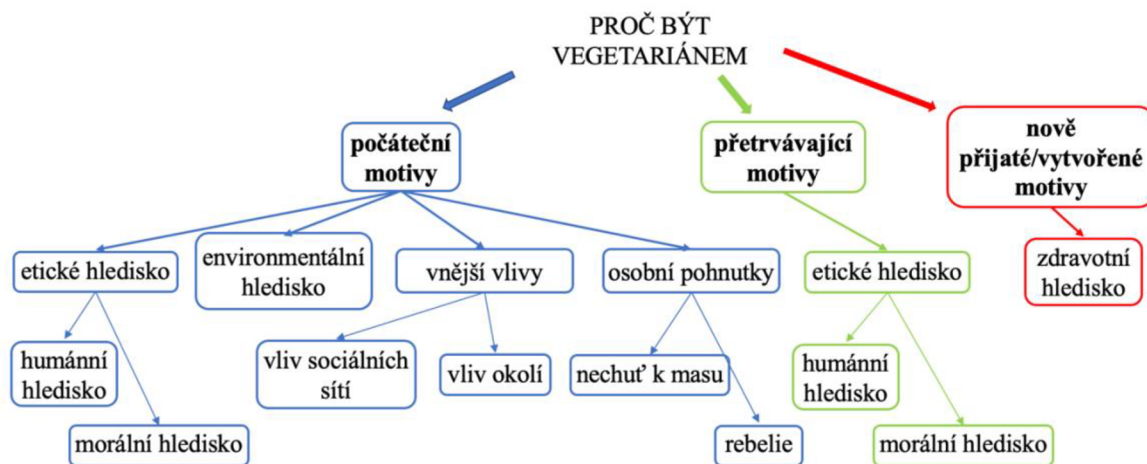 PROČ BÝT
VEGETARIÁNEM
počáteční
motivy
přetrvávající
motivy
nově
přijaté/vytvořené
motivy
etické hledisko
environmentální
hledisko
vnější vlivy
osobní pohnutky
etické hledisko
zdravotní
hledisko
humánní
hledisko
vliv sociálních
sítí
vliv okolí
nechuť k masu
humánní
hledisko
morální hledisko
rebelie
morální hledisko